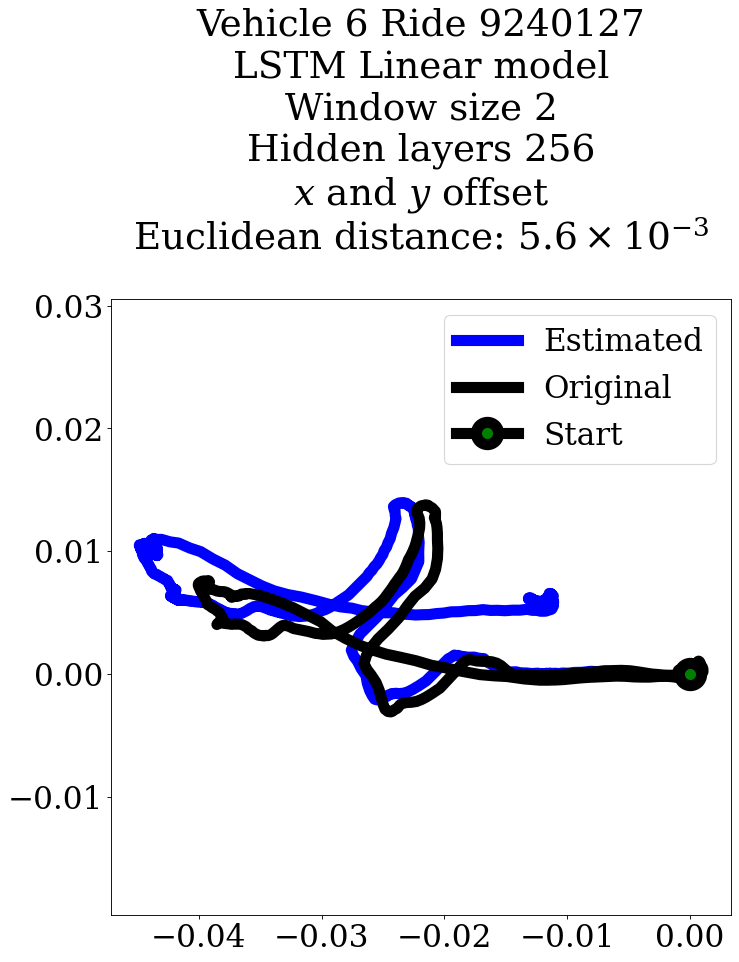 Vehicle 6 Ride 9240127
LSTM Linear model
Window size 2
Hidden layers 256
x and y offset
Euclidean distance: 5.6 × 10⁻³
Estimated
Original
Start
0.03
0.02
0.01
0.00
−0.01
−0.04 −0.03 −0.02 −0.01 0.00